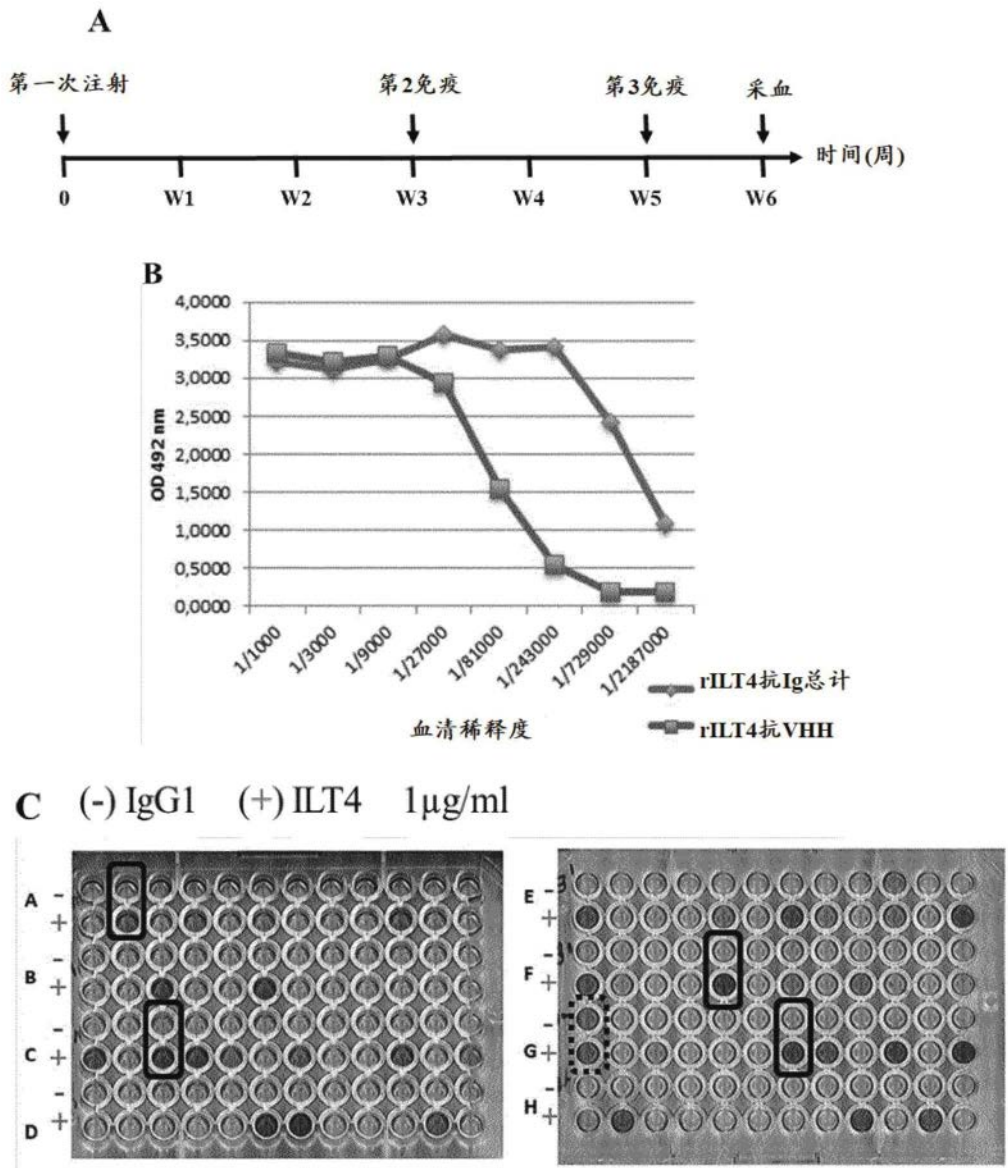 A
第一次注射 第2免疫 第3免疫 采血
时间(周)
0 W1 W2 W3 W4 W5 W6
B
4,0000
3,5000
3,0000
2,5000
2,0000
1,5000
1,0000
0,5000
0,0000
OD492 nm
1/1000 1/3000 1/9000 1/27000 1/81000 1/243000 1/729000 1/2187000
血清稀释度
rILT4抗Ig总计
rILT4抗VHH
C (-) IgG1 (+) ILT4 1µg/ml
A - +
B - +
C - +
D - +
E - +
F - +
G - +
H - +